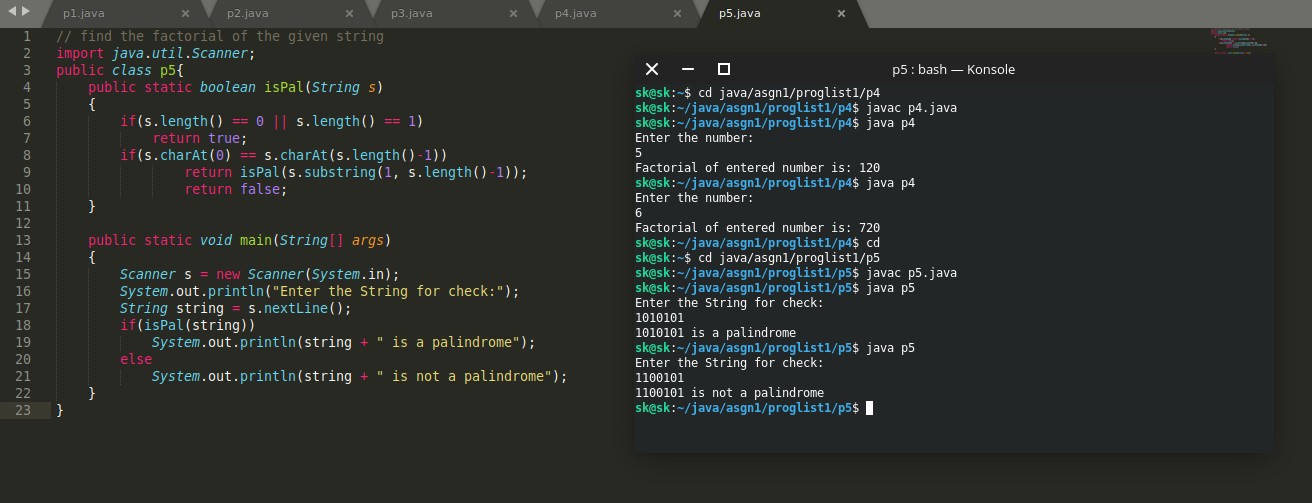 p1.java × p2.java × p3.java × p4.java × p5.java ×
1 // find the factorial of the given string
2 import java.util.Scanner;
3 public class p5{
4 public static boolean isPal(String s)
5 {
6 if(s.length() == 0 || s.length() == 1)
7 return true;
8 if(s.charAt(0) == s.charAt(s.length()-1))
9 return isPal(s.substring(1, s.length()-1));
10 return false;
11 }
12
13 public static void main(String[] args)
14 {
15 Scanner s = new Scanner(System.in);
16 System.out.println("Enter the String for check:");
17 String string = s.nextLine();
18 if(isPal(string))
19 System.out.println(string + " is a palindrome");
20 else
21 System.out.println(string + " is not a palindrome");
22 }
23 }
p5 : bash — Konsole
sk@sk:~$ cd java/asgn1/proglist1/p4
sk@sk:~/java/asgn1/proglist1/p4$ javac p4.java
sk@sk:~/java/asgn1/proglist1/p4$ java p4
Enter the number:
5
Factorial of entered number is: 120
sk@sk:~/java/asgn1/proglist1/p4$ java p4
Enter the number:
6
Factorial of entered number is: 720
sk@sk:~/java/asgn1/proglist1/p4$ cd
sk@sk:~$ cd java/asgn1/proglist1/p5
sk@sk:~/java/asgn1/proglist1/p5$ javac p5.java
sk@sk:~/java/asgn1/proglist1/p5$ java p5
Enter the String for check:
1010101
1010101 is a palindrome
sk@sk:~/java/asgn1/proglist1/p5$ java p5
Enter the String for check:
1100101
1100101 is not a palindrome
sk@sk:~/java/asgn1/proglist1/p5$